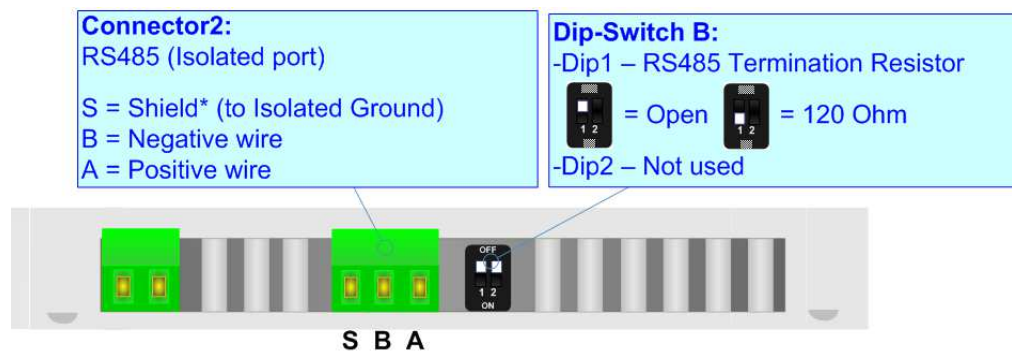 Connector2:
RS485 (Isolated port)
S = Shield* (to Isolated Ground)
B = Negative wire
A = Positive wire
Dip-Switch B:
-Dip1 – RS485 Termination Resistor
1 2 = Open 1 2 = 120 Ohm
-Dip2 – Not used
OFF
1 2
ON
S B A